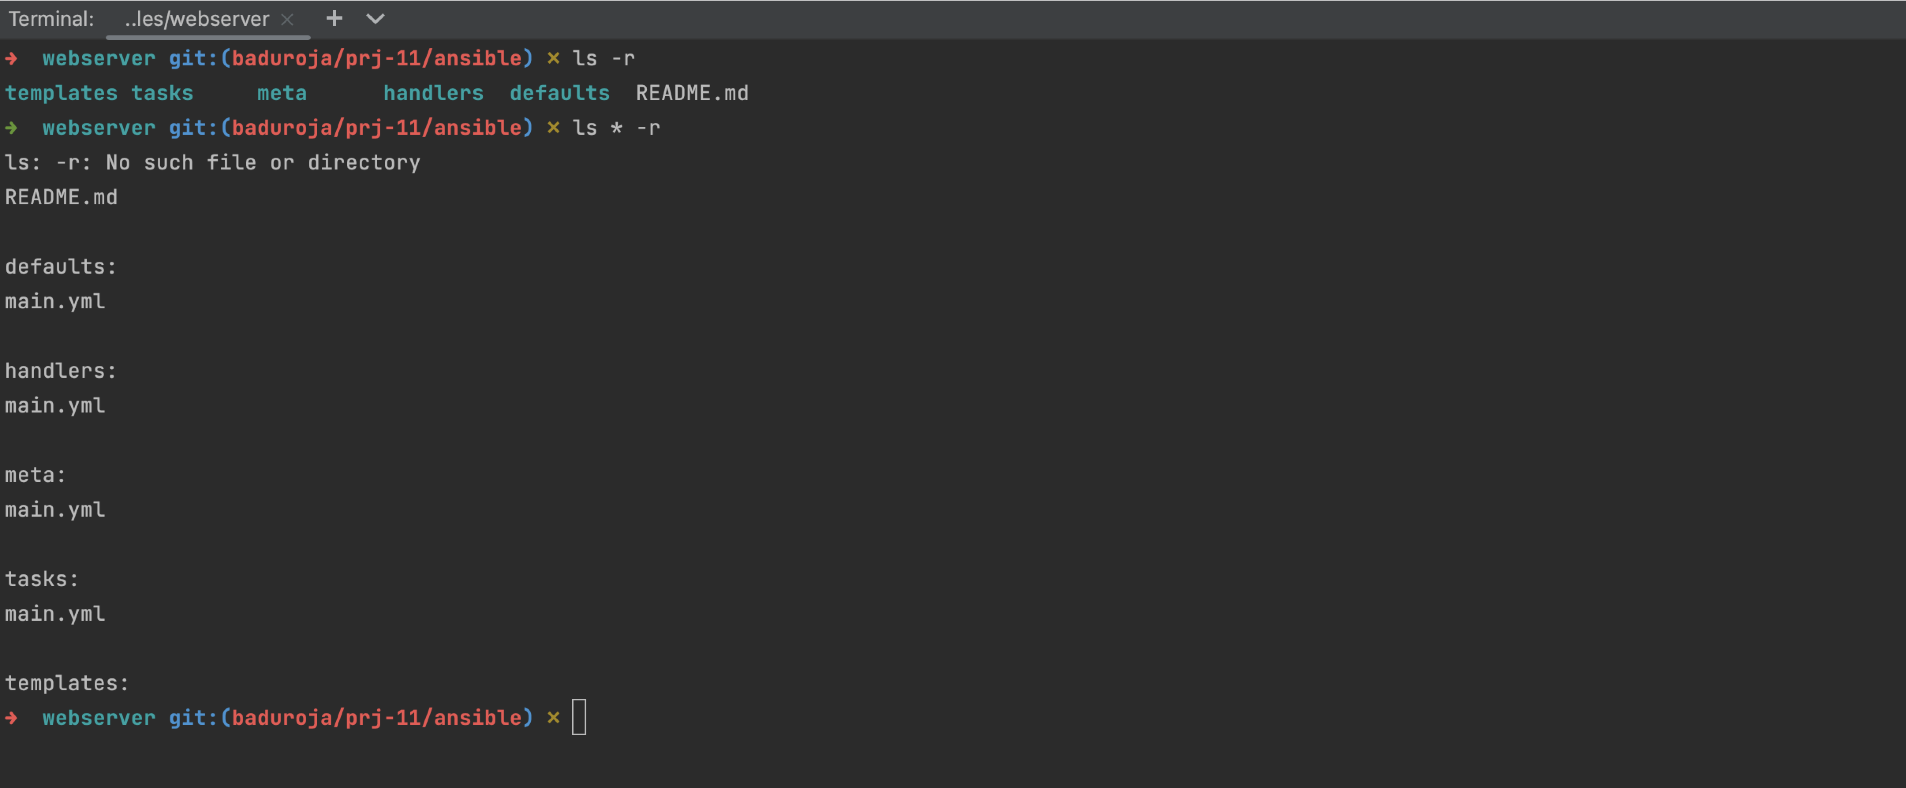 Terminal: ..les/webserver × +
➜ webserver git:(baduroja/prj-11/ansible) ✗ ls -r
templates tasks meta handlers defaults README.md
➜ webserver git:(baduroja/prj-11/ansible) ✗ ls * -r
ls: -r: No such file or directory
README.md
defaults:
main.yml
handlers:
main.yml
meta:
main.yml
tasks:
main.yml
templates:
➜ webserver git:(baduroja/prj-11/ansible) ✗